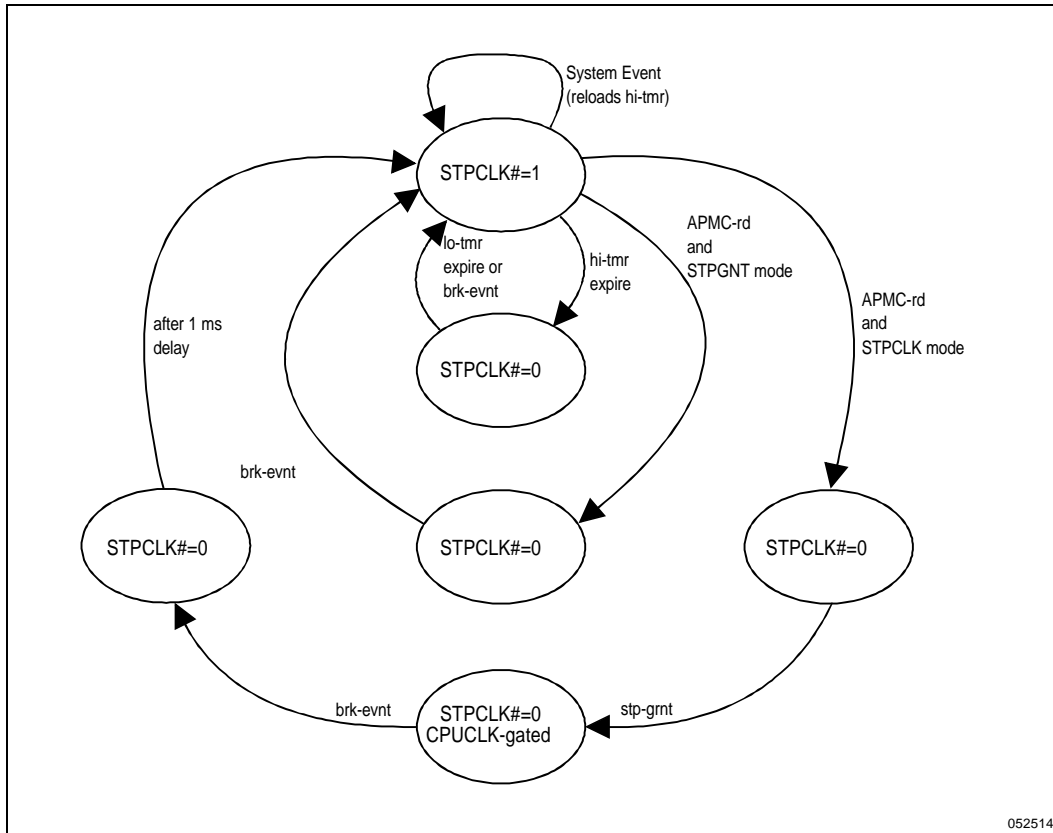 System Event
(reloads hi-tmr)
STPCLK#=1
APMC-rd
and
STPGNT mode
lo-tmr
expire or
brk-evnt
hi-tmr
expire
APMC-rd
and
STPCLK mode
after 1 ms
delay
STPCLK#=0
brk-evnt
STPCLK#=0
STPCLK#=0
STPCLK#=0
brk-evnt
STPCLK#=0
CPUCLK-gated
stp-grnt
052514